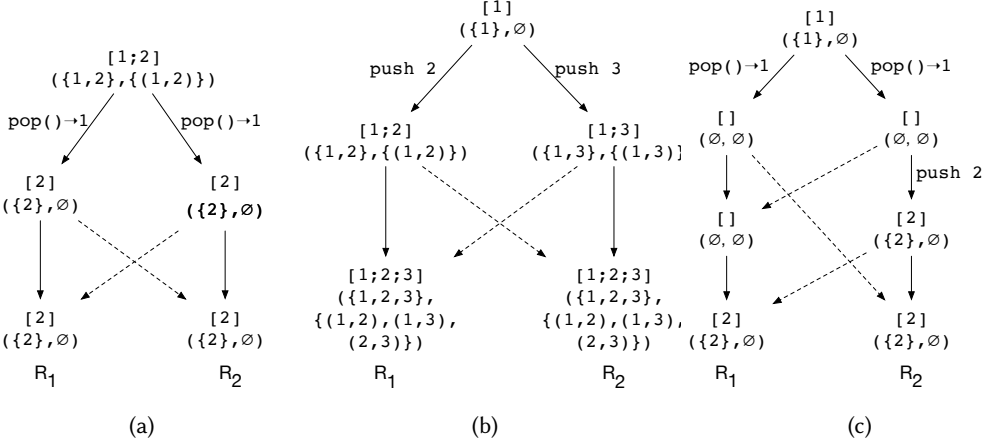 [1;2]
({1,2},{(1,2)})
pop()→1
pop()→1
[2]
({2},∅)
[2]
({2},∅)
[2]
({2},∅)
[2]
({2},∅)
R1
R2
(a)
[1]
({1},∅)
push 2
push 3
[1;2]
({1,2},{(1,2)})
[1;3]
({1,3},{(1,3)}
[1;2;3]
({1,2,3},
{(1,2),(1,3),
(2,3)})
[1;2;3]
({1,2,3},
{(1,2),(1,3),
(2,3)})
R1
R2
(b)
[1]
({1},∅)
pop()→1
pop()→1
[]
(∅, ∅)
[]
(∅, ∅)
push 2
[]
(∅, ∅)
[2]
({2},∅)
[2]
({2},∅)
[2]
({2},∅)
R1
R2
(c)